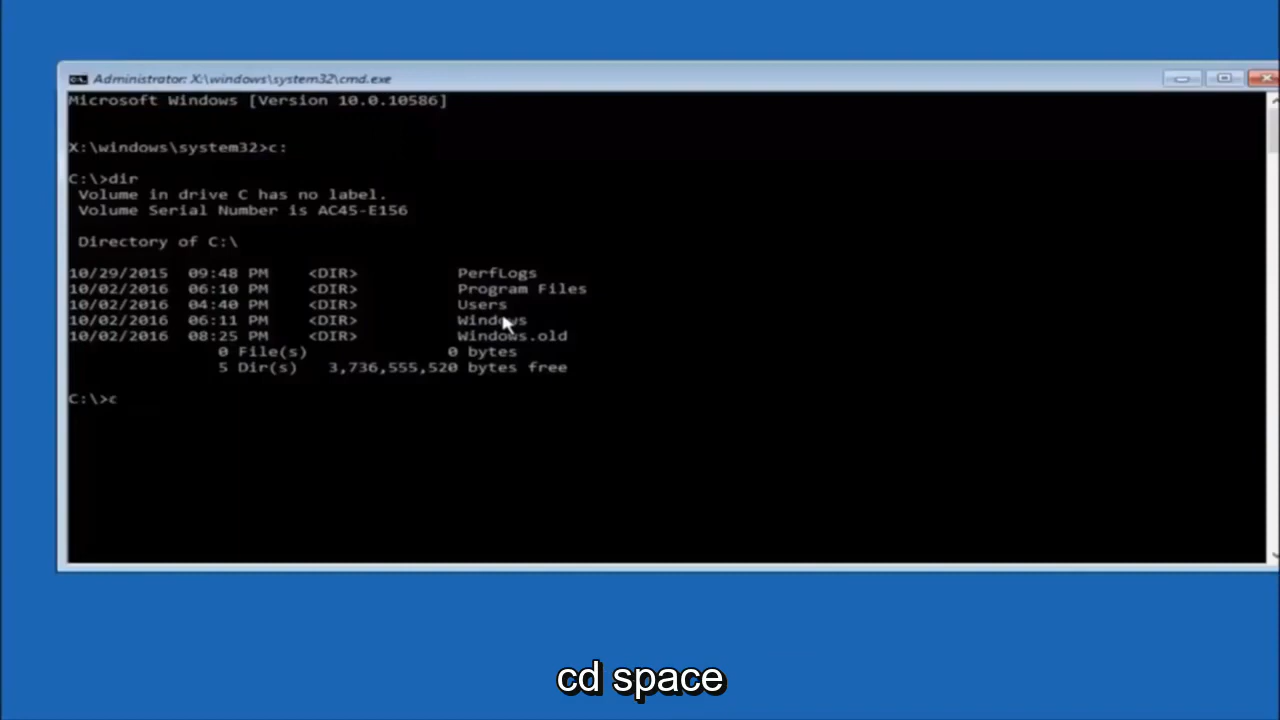 Administrator: X:\windows\system32\cmd.exe
Microsoft Windows [Version 10.0.10586]
X:\windows\system32>c:
C:\>dir
Volume in drive C has no label.
Volume Serial Number is AC45-E156
Directory of C:\
10/29/2015 09:48 PM <DIR> PerfLogs
10/02/2016 06:10 PM <DIR> Program Files
10/02/2016 04:40 PM <DIR> Users
10/02/2016 06:11 PM <DIR> Windows
10/02/2016 08:25 PM <DIR> Windows.old
0 File(s) 0 bytes
5 Dir(s) 3,736,555,520 bytes free
C:\>c
cd space